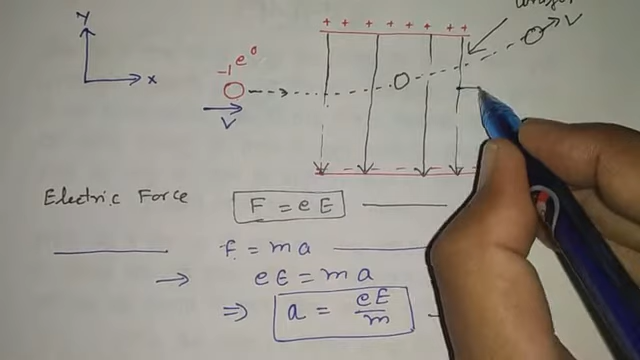 Y
x
-1e⁰
V
+ + + + + + + +
V
- - - - - -
Electric Force F = eE
F = ma
→ eE = ma
⇒ a = eE/m